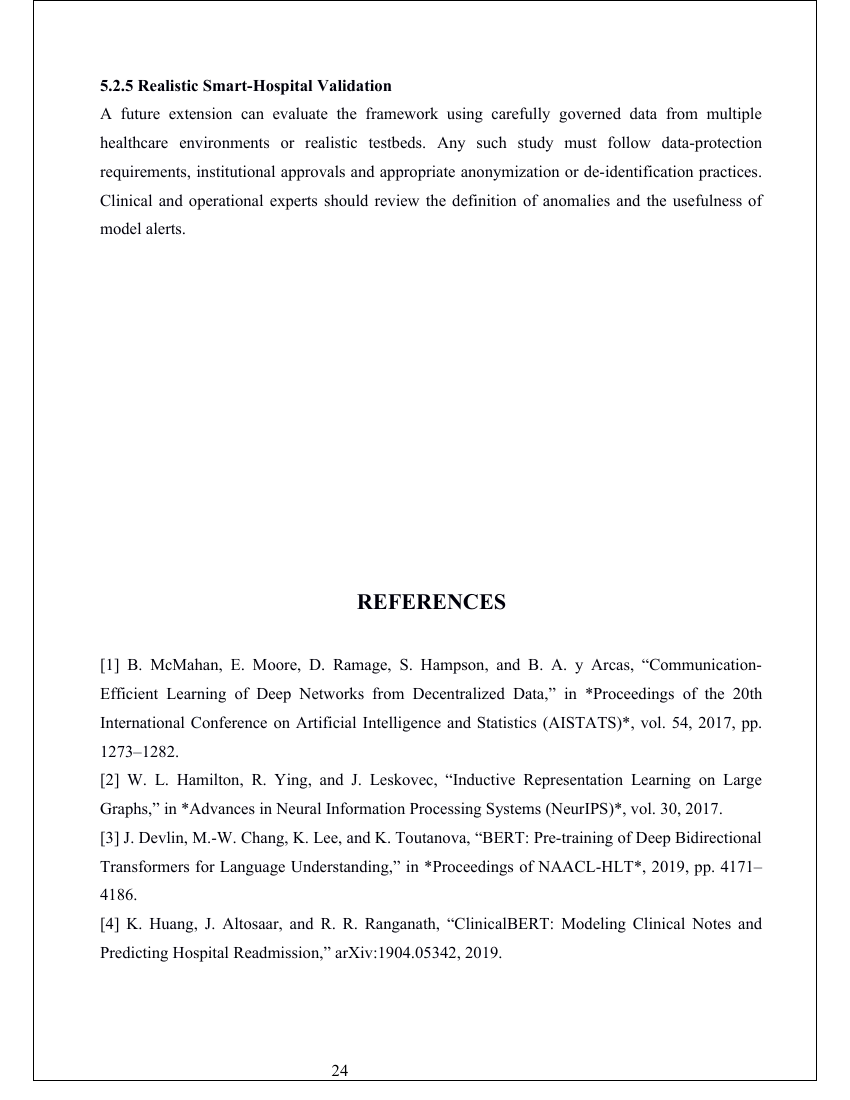 5.2.5 Realistic Smart-Hospital Validation
A future extension can evaluate the framework using carefully governed data from multiple
healthcare environments or realistic testbeds. Any such study must follow data-protection
requirements, institutional approvals and appropriate anonymization or de-identification practices.
Clinical and operational experts should review the definition of anomalies and the usefulness of
model alerts.
REFERENCES
[1] B. McMahan, E. Moore, D. Ramage, S. Hampson, and B. A. y Arcas, “Communication-
Efficient Learning of Deep Networks from Decentralized Data,” in *Proceedings of the 20th
International Conference on Artificial Intelligence and Statistics (AISTATS)*, vol. 54, 2017, pp.
1273–1282.
[2] W. L. Hamilton, R. Ying, and J. Leskovec, “Inductive Representation Learning on Large
Graphs,” in *Advances in Neural Information Processing Systems (NeurIPS)*, vol. 30, 2017.
[3] J. Devlin, M.-W. Chang, K. Lee, and K. Toutanova, “BERT: Pre-training of Deep Bidirectional
Transformers for Language Understanding,” in *Proceedings of NAACL-HLT*, 2019, pp. 4171–
4186.
[4] K. Huang, J. Altosaar, and R. R. Ranganath, “ClinicalBERT: Modeling Clinical Notes and
Predicting Hospital Readmission,” arXiv:1904.05342, 2019.
24